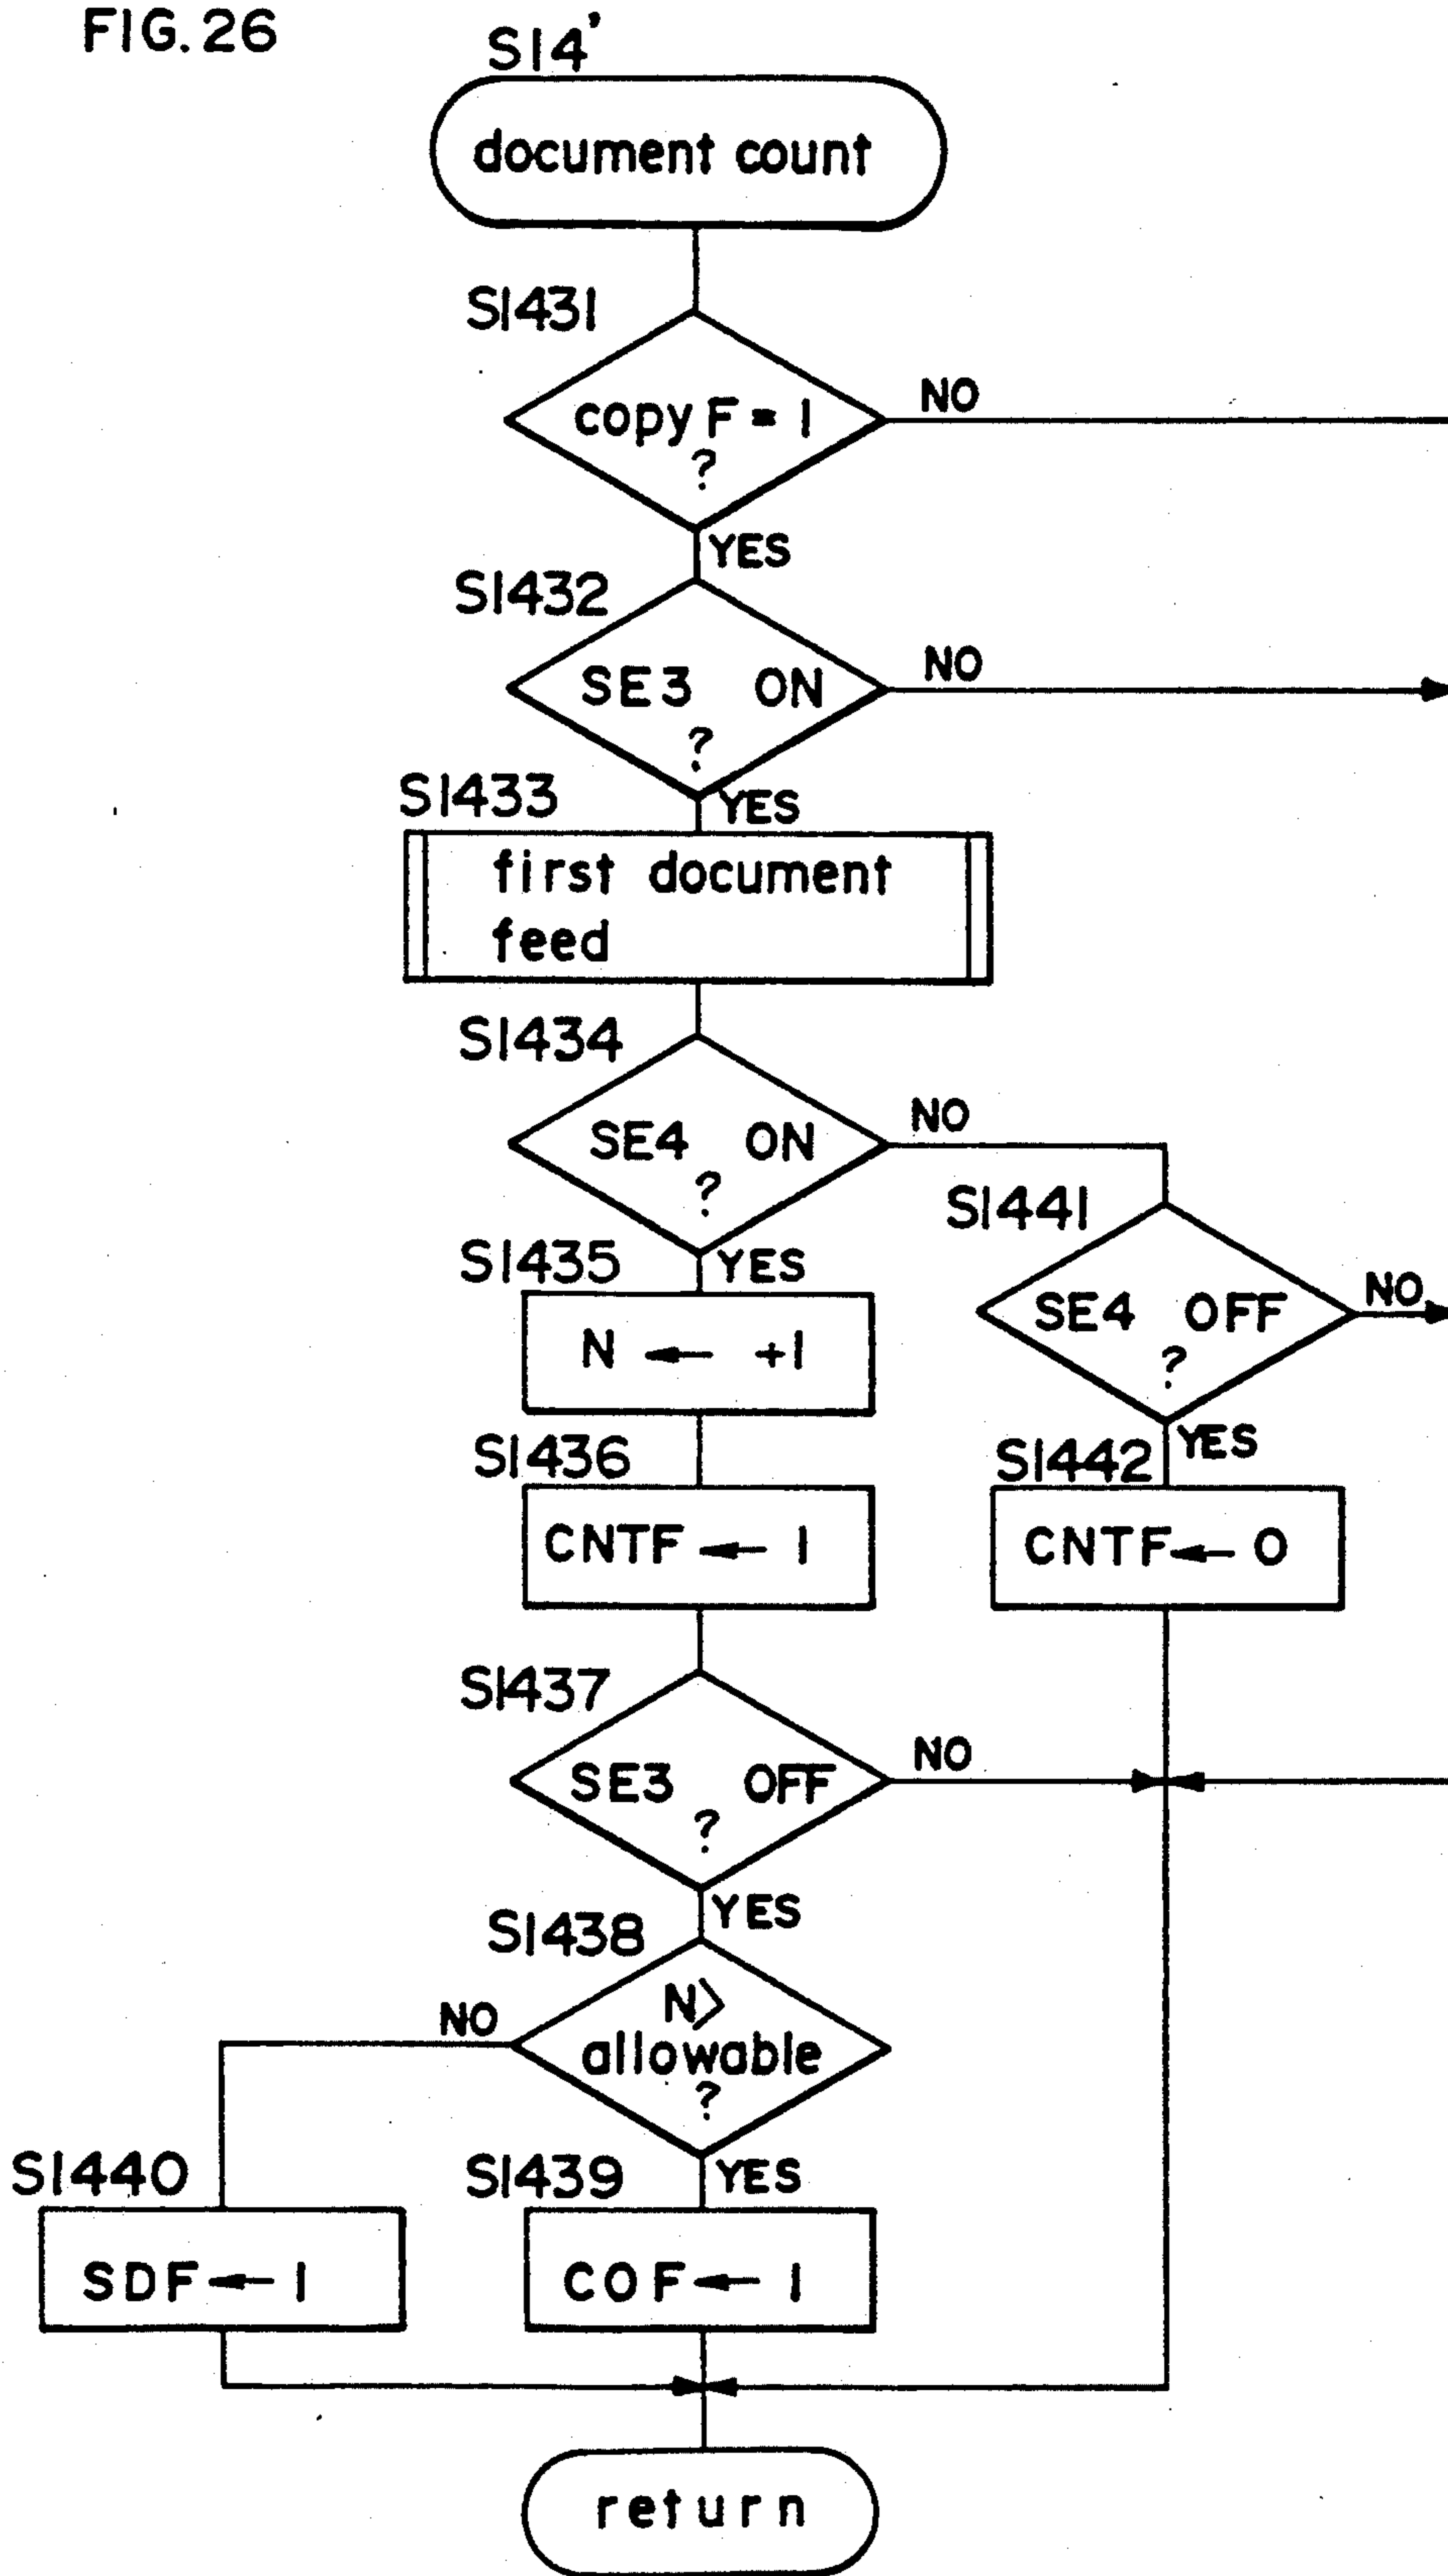 FIG. 26
S14'
document count
S1431
copy F = 1
?
NO
YES
S1432
SE3 ON
?
NO
YES
S1433
first document
feed
S1434
SE4 ON
?
NO
YES
S1441
SE4 OFF
?
NO
YES
S1435
N ← +1
S1436
CNTF ← 1
S1442
CNTF ← 0
S1437
SE3 OFF
?
NO
YES
S1438
N>
allowable
?
NO
YES
S1440
SDF ← 1
S1439
COF ← 1
return